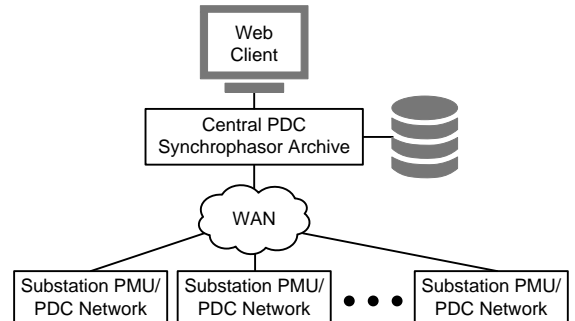 Web
Client
Central PDC
Synchrophasor Archive
WAN
Substation PMU/
PDC Network
Substation PMU/
PDC Network
Substation PMU/
PDC Network